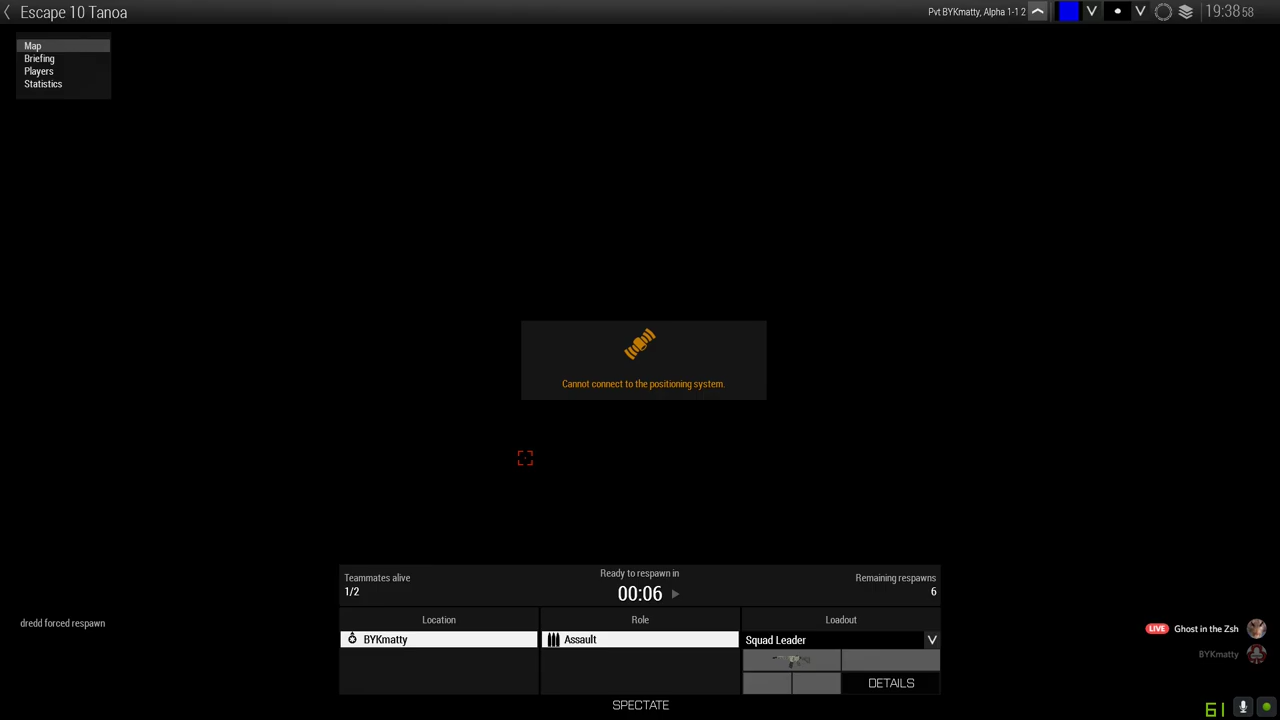 Escape 10 Tanoa
Pvt BYKmatty, Alpha 1-1 2
19:38 58
Map
Briefing
Players
Statistics
Cannot connect to the positioning system.
Teammates alive
1/2
Ready to respawn in
00:06
Remaining respawns
6
Location
Role
Loadout
BYKmatty
Assault
Squad Leader
DETAILS
SPECTATE
dredd forced respawn
LIVE Ghost in the Zsh
BYKmatty
61